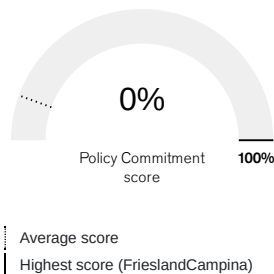 0%
Policy Commitment
score
100%
Average score
Highest score (FrieslandCampina)